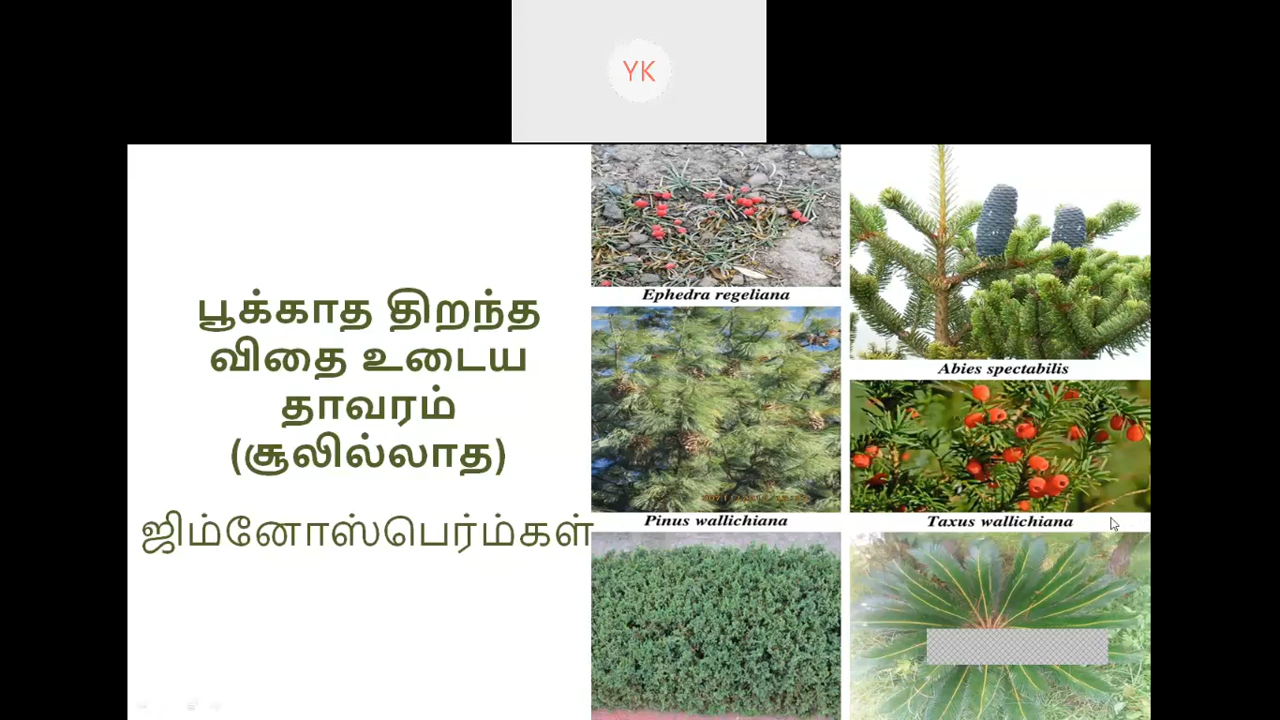 YK
பூக்காத திறந்த
விதை உடைய
தாவரம்
(சூலில்லாத)
ஜிம்னோஸ்பெர்ம்கள்
Ephedra regeliana
Abies spectabilis
Pinus wallichiana
Taxus wallichiana